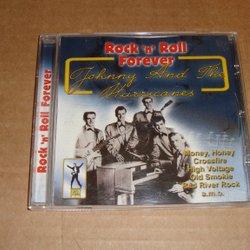 Rock 'n' Roll
Forever
Johnny And The
Hurricanes
Money, Honey
Crossfire
High Voltage
Old Smokie
Red River Rock
a.m.o.
Rock 'n' Roll Forever